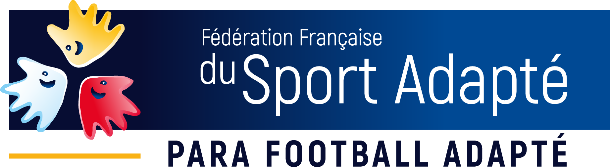 Fédération Française
du Sport Adapté
PARA FOOTBALL ADAPTÉ